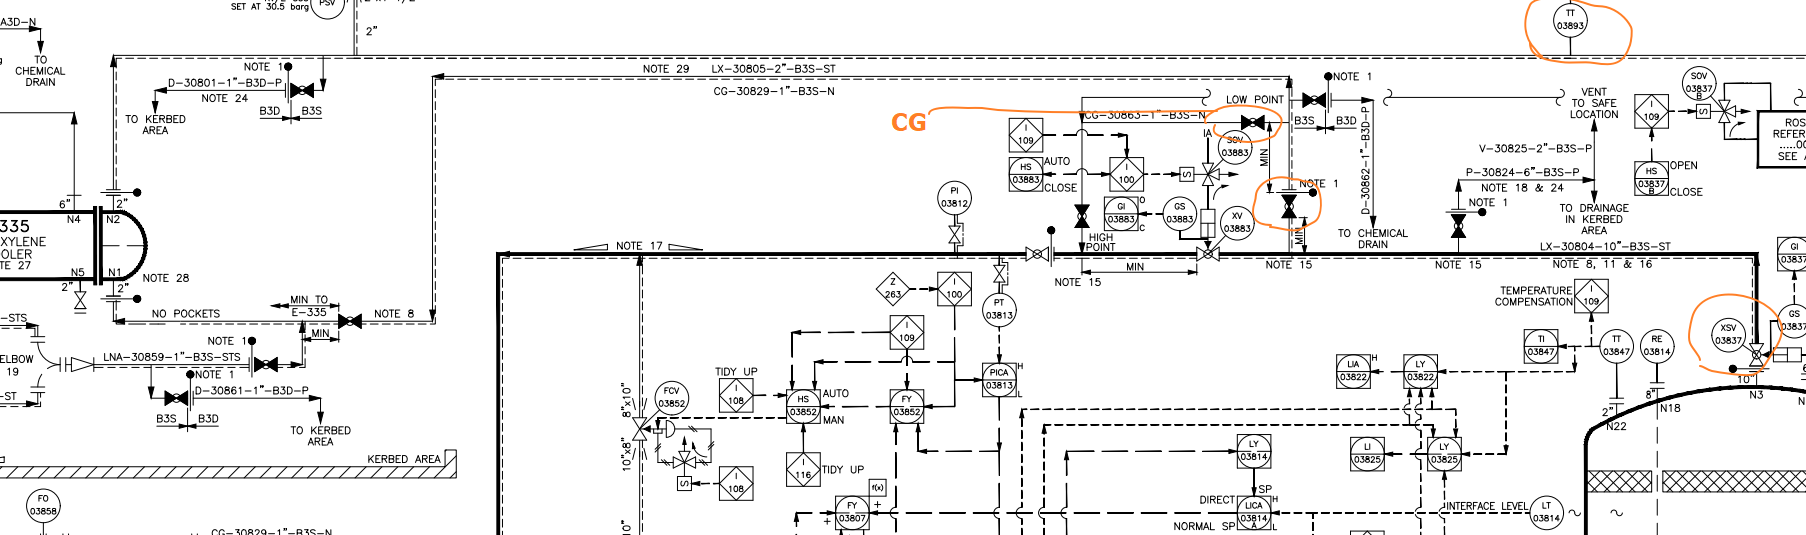 SET AT 30.5 barg
PSV
2"
A3D-N
TO
CHEMICAL
DRAIN
NOTE 1
D-30801-1"-B3D-P
NOTE 24
TO KERBED
AREA
B3D
B3S
NOTE 29
LX-30805-2"-B3S-ST
CG-30829-1"-B3S-N
CG
LOW POINT
CG-30863-1"-B3S-N
NOTE 1
B3S
B3D
TT
03893
SOV
03837
B
VENT
TO SAFE
LOCATION
I
109
S
HS
03837
B
OPEN
CLOSE
ROS
REFER
.....00
SEE
I
109
HS
03883
AUTO
CLOSE
I
100
S
IA
SOV
03883
MIN
D-30862-1"-B3D-P
V-30825-2"-B3S-P
P-30824-6"-B3S-P
NOTE 18 & 24
NOTE 1
TO DRAINAGE
IN KERBED
AREA
PI
03812
GI
03883
O
C
GS
03883
XV
03883
NOTE 1
MIN
TO CHEMICAL
DRAIN
HIGH
POINT
6"
N4
2"
N2
335
XYLENE
OLER
TE 27
N5
2"
N1
2"
NOTE 28
NOTE 17
MIN
NOTE 15
NOTE 15
NOTE 15
LX-30804-10"-B3S-ST
NOTE 8, 11 & 16
GI
03837
GS
03837
XSV
03837
TEMPERATURE
COMPENSATION
I
109
Z
263
I
100
PT
03813
NO POCKETS
MIN TO
E-335
MIN
NOTE 8
-STS
ELBOW
19
-ST
LNA-30859-1"-B3S-STS
NOTE 1
NOTE 1
D-30861-1"-B3D-P
B3S
B3D
TO KERBED
AREA
KERBED AREA
I
109
TI
03847
TT
03847
RE
03814
LIA
03822
H
LY
03822
10"
N3
8"
N18
2"
N22
TIDY UP
I
108
FCV
03852
8"x10"
10"x8"
HS
03852
AUTO
MAN
FY
03852
PICA
03813
H
L
I
116
TIDY UP
S
I
108
LI
03825
LY
03825
LY
03814
SP
DIRECT
LICA
03814
A
H
L
NORMAL SP
INTERFACE LEVEL
LT
03814
f(x)
FY
03807
+
+
FO
03858
CG-30829-1"-B3S-N
10"